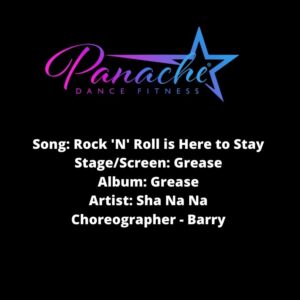 Panache
DANCE FITNESS
Song: Rock 'N' Roll is Here to Stay
Stage/Screen: Grease
Album: Grease
Artist: Sha Na Na
Choreographer - Barry